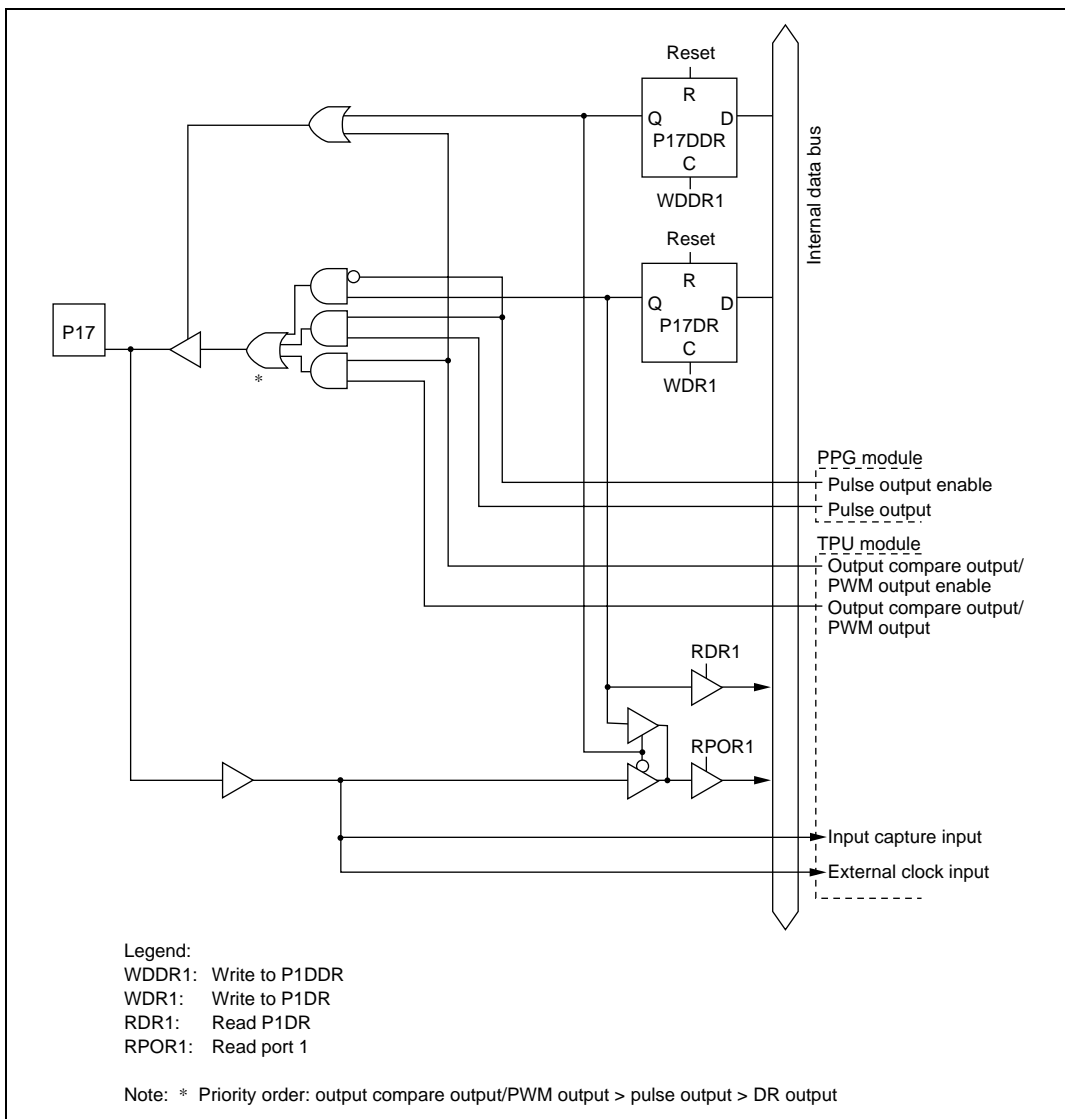 Reset
R
Q D
P17DDR
C
WDDR1
Internal data bus
Reset
R
Q D
P17DR
C
WDR1
P17
*
PPG module
Pulse output enable
Pulse output
TPU module
Output compare output/
PWM output enable
Output compare output/
PWM output
RDR1
RPOR1
Input capture input
External clock input
Legend:
WDDR1: Write to P1DDR
WDR1: Write to P1DR
RDR1: Read P1DR
RPOR1: Read port 1
Note: * Priority order: output compare output/PWM output > pulse output > DR output